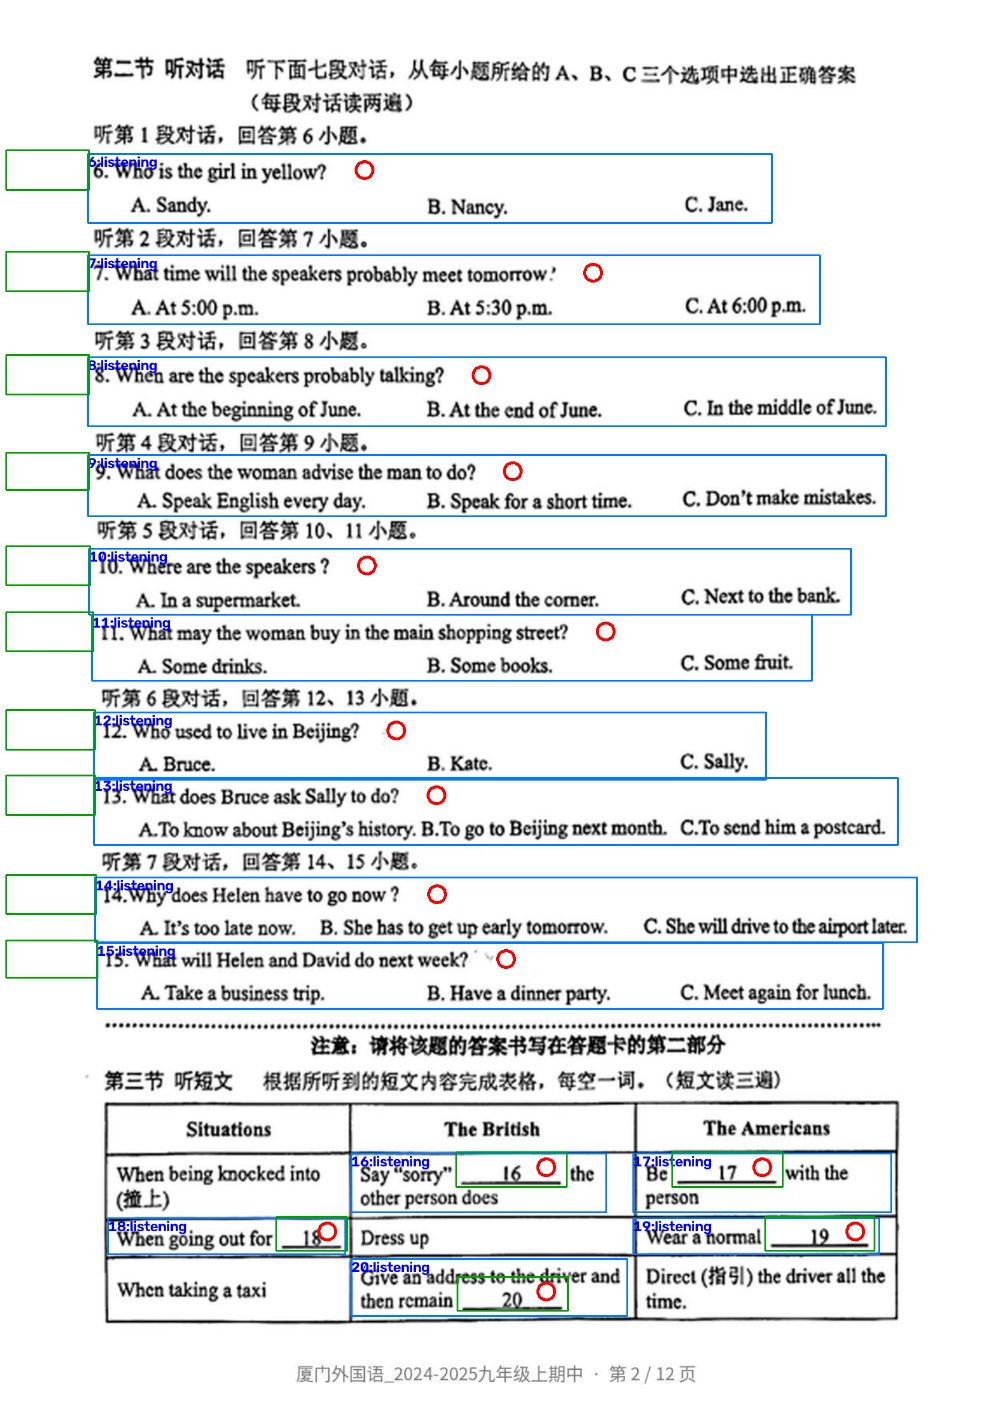 第二节 听对话 听下面七段对话，从每小题所给的 A、B、C 三个选项中选出正确答案
（每段对话读两遍）
听第 1 段对话，回答第 6 小题。
6:listening
6. Who is the girl in yellow?
A. Sandy. B. Nancy. C. Jane.
听第 2 段对话，回答第 7 小题。
7:listening
7. What time will the speakers probably meet tomorrow?
A. At 5:00 p.m. B. At 5:30 p.m. C. At 6:00 p.m.
听第 3 段对话，回答第 8 小题。
8:listening
8. When are the speakers probably talking?
A. At the beginning of June. B. At the end of June. C. In the middle of June.
听第 4 段对话，回答第 9 小题。
9:listening
9. What does the woman advise the man to do?
A. Speak English every day. B. Speak for a short time. C. Don't make mistakes.
听第 5 段对话，回答第 10、11 小题。
10:listening
10. Where are the speakers ?
A. In a supermarket. B. Around the corner. C. Next to the bank.
11:listening
11. What may the woman buy in the main shopping street?
A. Some drinks. B. Some books. C. Some fruit.
听第 6 段对话，回答第 12、13 小题。
12:listening
12. Who used to live in Beijing?
A. Bruce. B. Kate. C. Sally.
13:listening
13. What does Bruce ask Sally to do?
A.To know about Beijing's history. B.To go to Beijing next month. C.To send him a postcard.
听第 7 段对话，回答第 14、15 小题。
14:listening
14.Why does Helen have to go now ?
A. It's too late now. B. She has to get up early tomorrow. C. She will drive to the airport later.
15:listening
15. What will Helen and David do next week?
A. Take a business trip. B. Have a dinner party. C. Meet again for lunch.
注意：请将该题的答案书写在答题卡的第二部分
第三节 听短文 根据所听到的短文内容完成表格，每空一词。（短文读三遍）
Situations The British The Americans
16:listening 17:listening
When being knocked into (撞上) Say “sorry” 16 the other person does Be 17 with the person
18:listening 19:listening
When going out for 18 Dress up Wear a normal 19
20:listening
When taking a taxi Give an address to the driver and then remain 20 Direct (指引) the driver all the time.
厦门外国语_2024-2025九年级上期中 · 第 2 / 12 页